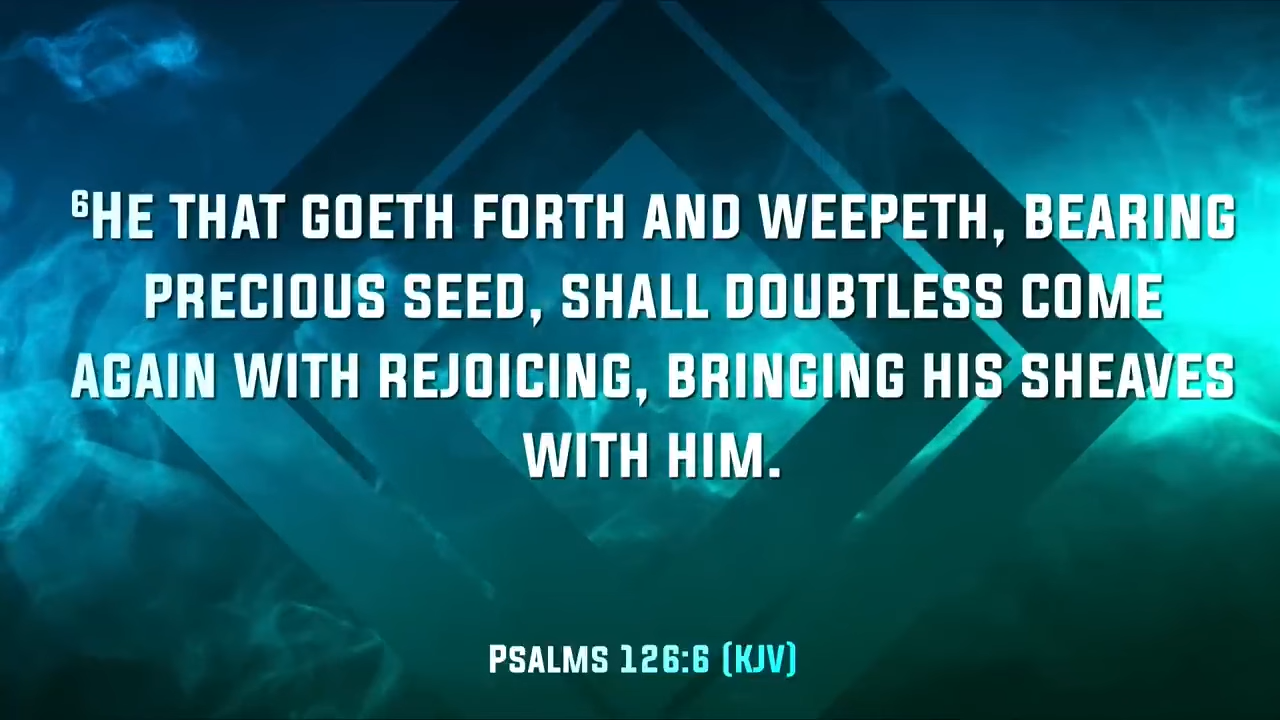 ⁶HE THAT GOETH FORTH AND WEEPETH, BEARING
PRECIOUS SEED, SHALL DOUBTLESS COME
AGAIN WITH REJOICING, BRINGING HIS SHEAVES
WITH HIM.
PSALMS 126:6 (KJV)